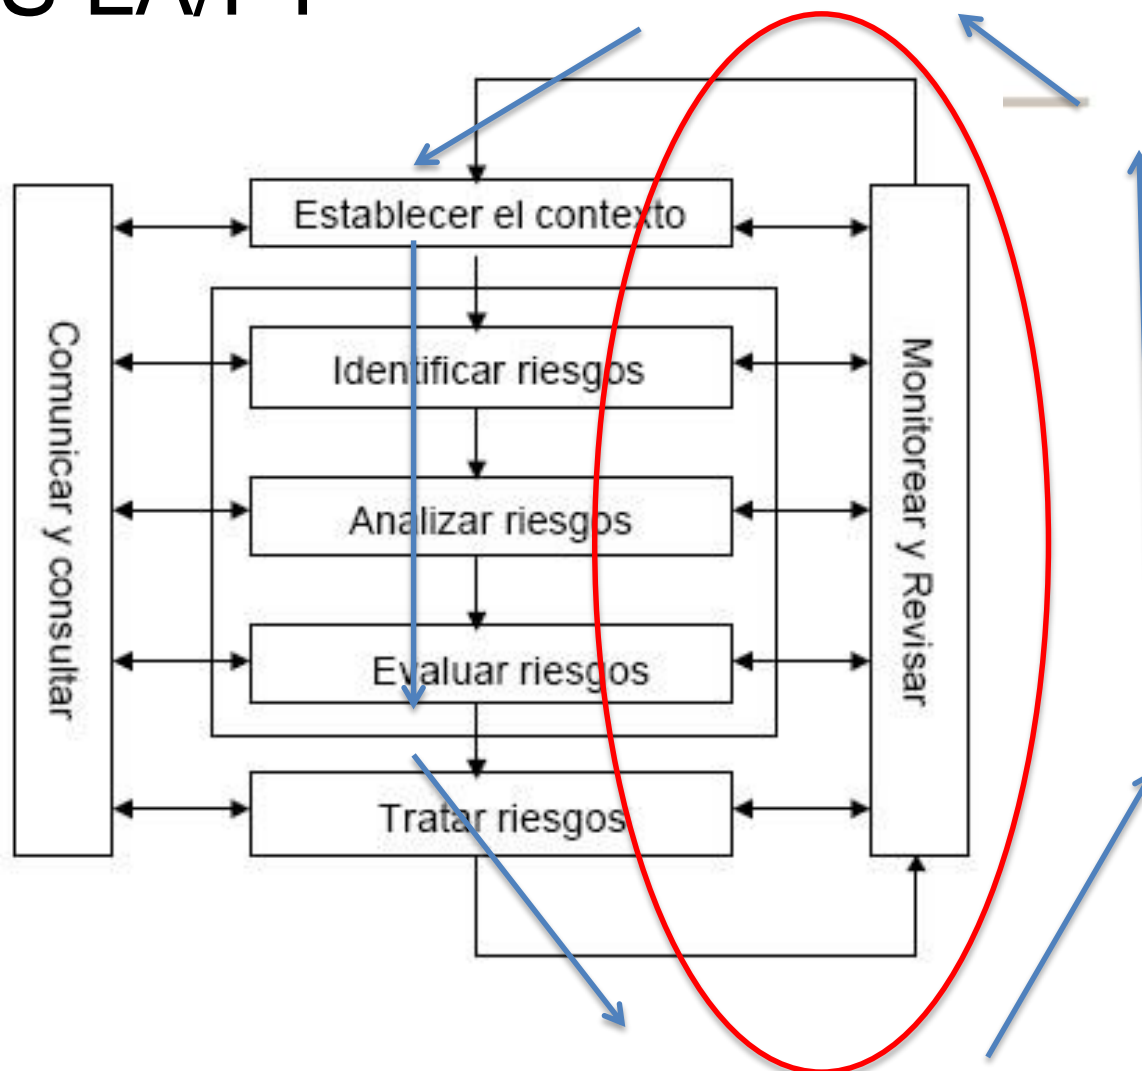 Establecer el contexto
Comunicar y consultar
Identificar riesgos
Monitorear y Revisar
Analizar riesgos
Evaluar riesgos
Tratar riesgos